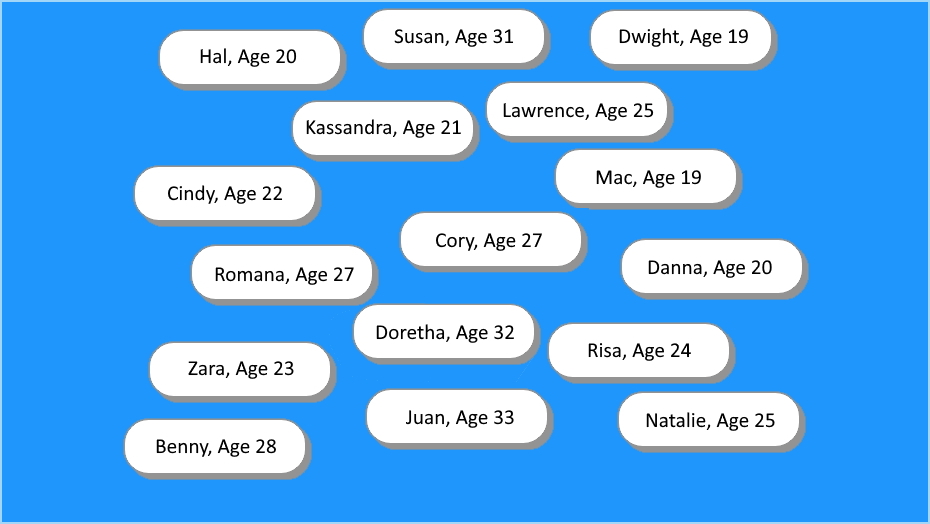 Hal, Age 20
Susan, Age 31
Dwight, Age 19
Kassandra, Age 21
Lawrence, Age 25
Cindy, Age 22
Mac, Age 19
Cory, Age 27
Romana, Age 27
Danna, Age 20
Doretha, Age 32
Risa, Age 24
Zara, Age 23
Juan, Age 33
Natalie, Age 25
Benny, Age 28